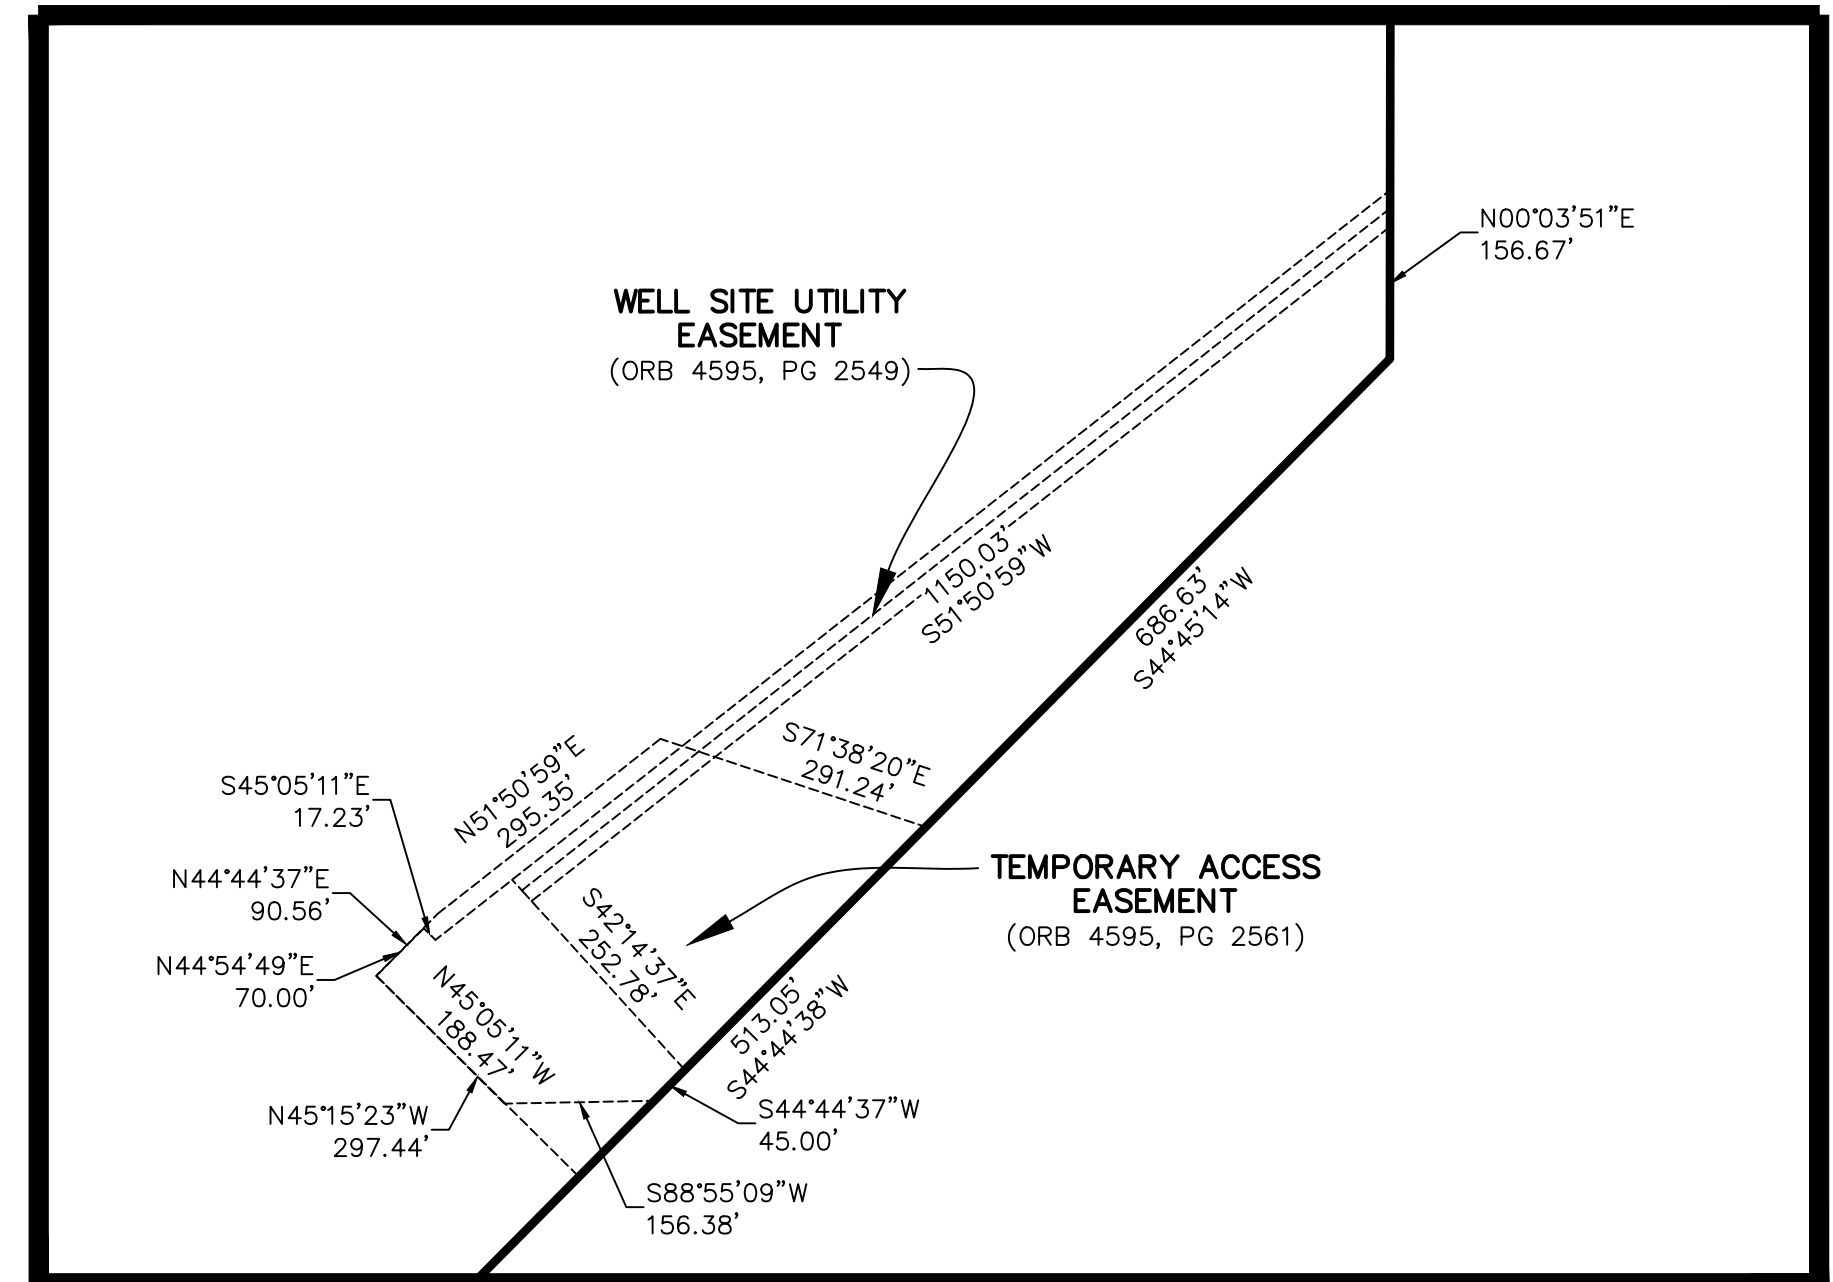 N00°03'51"E
156.67'
WELL SITE UTILITY
EASEMENT
(ORB 4595, PG 2549)
1150.03'
S51°50'59"W
686.63'
S44°45'14"W
S71°38'20"E
291.24'
N51°50'59"E
295.35'
S45°05'11"E
17.23'
N44°44'37"E
90.56'
N44°54'49"E
70.00'
TEMPORARY ACCESS
EASEMENT
(ORB 4595, PG 2561)
S42°14'37"E
252.78'
N45°05'11"W
188.47'
513.05'
S44°44'38"W
N45°15'23"W
297.44'
S44°44'37"W
45.00'
S88°55'09"W
156.38'